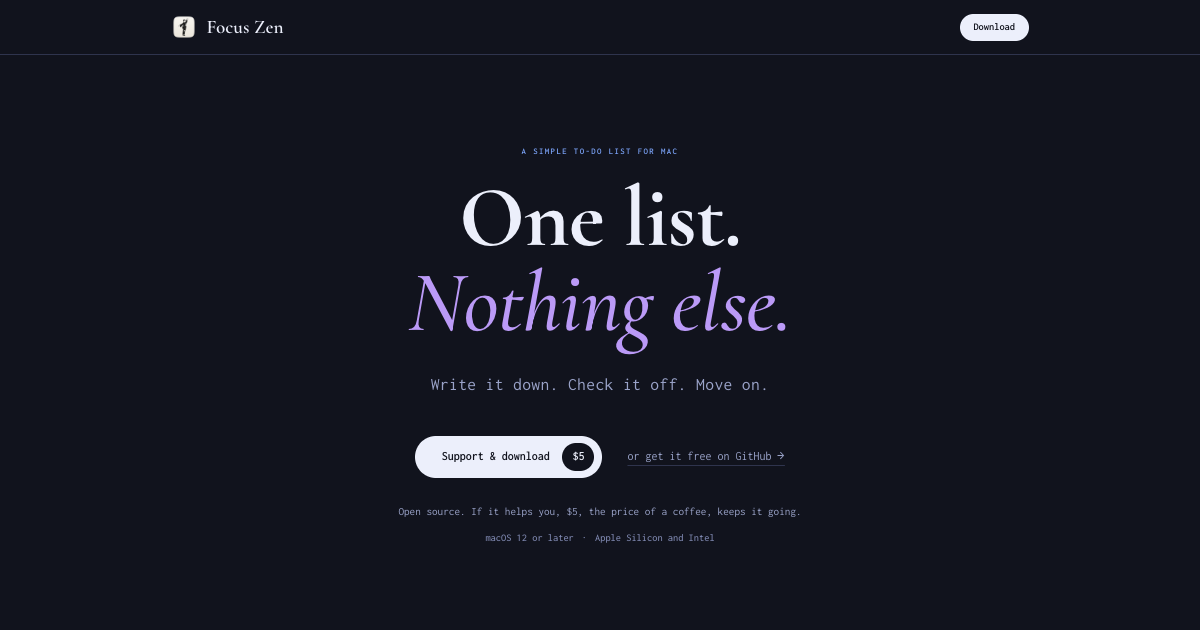 Focus Zen
Download
A SIMPLE TO-DO LIST FOR MAC
One list.
Nothing else.
Write it down. Check it off. Move on.
Support & download $5
or get it free on GitHub →
Open source. If it helps you, $5, the price of a coffee, keeps it going.
macOS 12 or later · Apple Silicon and Intel